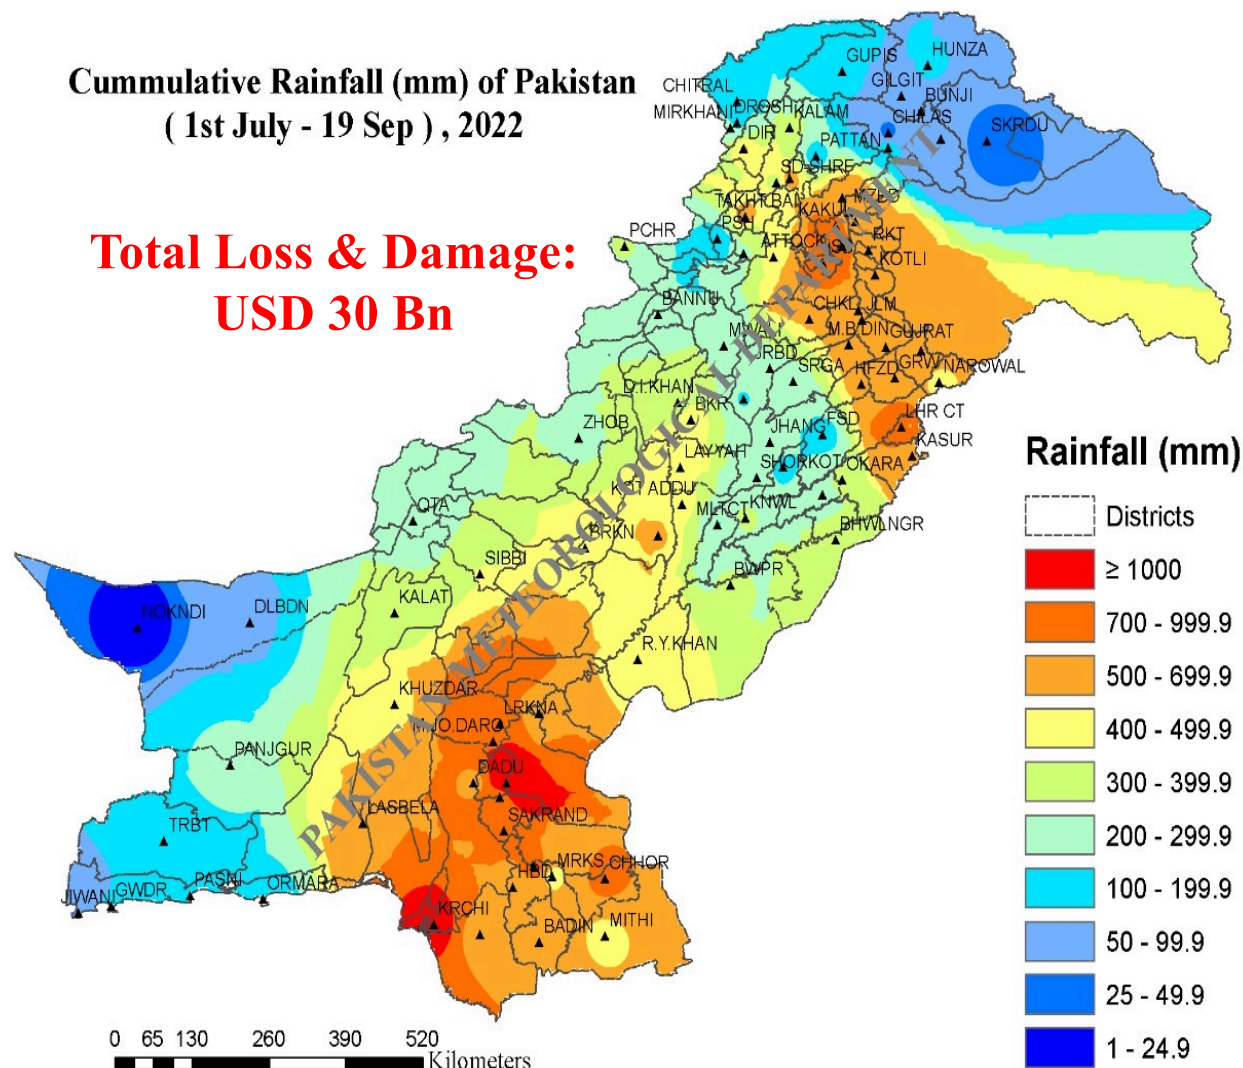 Cummulative Rainfall (mm) of Pakistan
( 1st July - 19 Sep ) , 2022
Total Loss & Damage:
USD 30 Bn
GUPIS
HUNZA
CHITRAL
GILGIT
BUNJI
MIRKHANI
DROSH
KALAM
CHILAS
SKRDU
DIR
PATTAN
SD-SHRF
TAKHT BAI
KAKUL
MZBD
PCHR
PSH
ATTOCK
RKT
KOTLI
BANNU
CHKL
JLM
MWALI
M.B.DIN
GUJRAT
JRBD
SRGA
HFZD
GRW
NAROWAL
D.I.KHAN
BKR
ZHOB
JHANG
FSD
LHR CT
KASUR
LAYYAH
SHORKOT
OKARA
KOT ADDU
QTA
MLTCT
KNWL
BHWLNGR
BRKN
SIBBI
BWPR
NOKNDI
DLBDN
KALAT
R.Y.KHAN
KHUZDAR
LRKNA
M.JO.DARO
PANJGUR
DADU
LASBELA
SAKRAND
TRBT
MRKS
CHHOR
HBD
JIWANI
GWDR
PASNI
ORMARA
KRCHI
BADIN
MITHI
PAKISTAN METEOROLOGICAL DEPARTMENT
Rainfall (mm)
Districts
≥ 1000
700 - 999.9
500 - 699.9
400 - 499.9
300 - 399.9
200 - 299.9
100 - 199.9
50 - 99.9
25 - 49.9
1 - 24.9
0 65 130 260 390 520
Kilometers